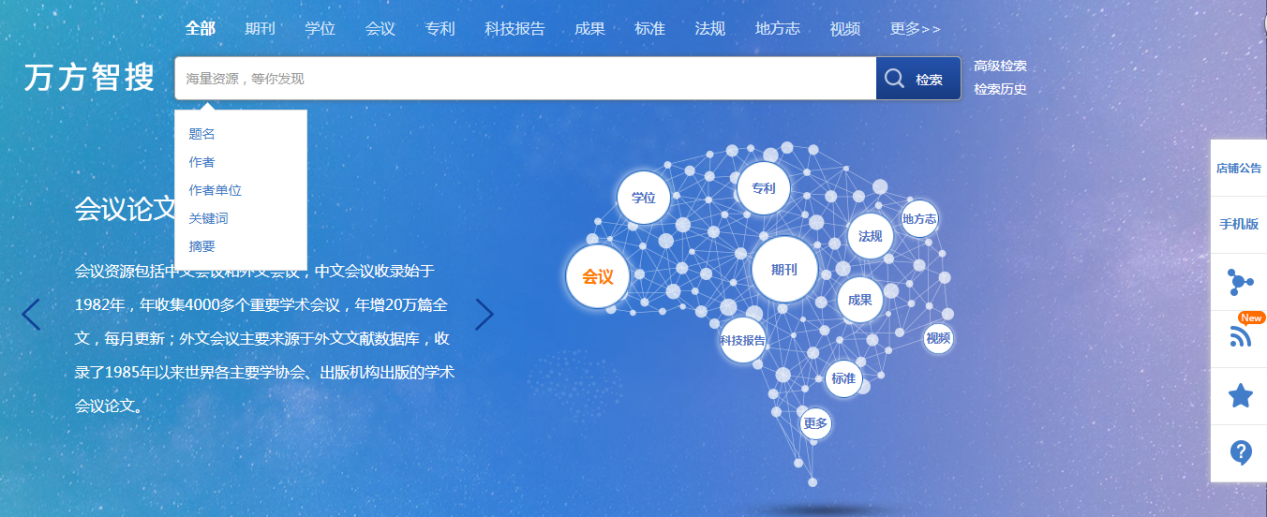 全部 期刊 学位 会议 专利 科技报告 成果 标准 法规 地方志 视频 更多>>
万方智搜
海量资源，等你发现
检索
高级检索
检索历史
题名
作者
作者单位
关键词
摘要
会议论文
会议资源包括中文会议和外文会议，中文会议收录始于
1982年，年收集4000多个重要学术会议，年增20万篇全
文，每月更新；外文会议主要来源于外文文献数据库，收
录了1985年以来世界各主要学协会、出版机构出版的学术
会议论文。
学位
专利
地方志
法规
会议
期刊
成果
科技报告
视频
标准
更多
店铺公告
手机版
New